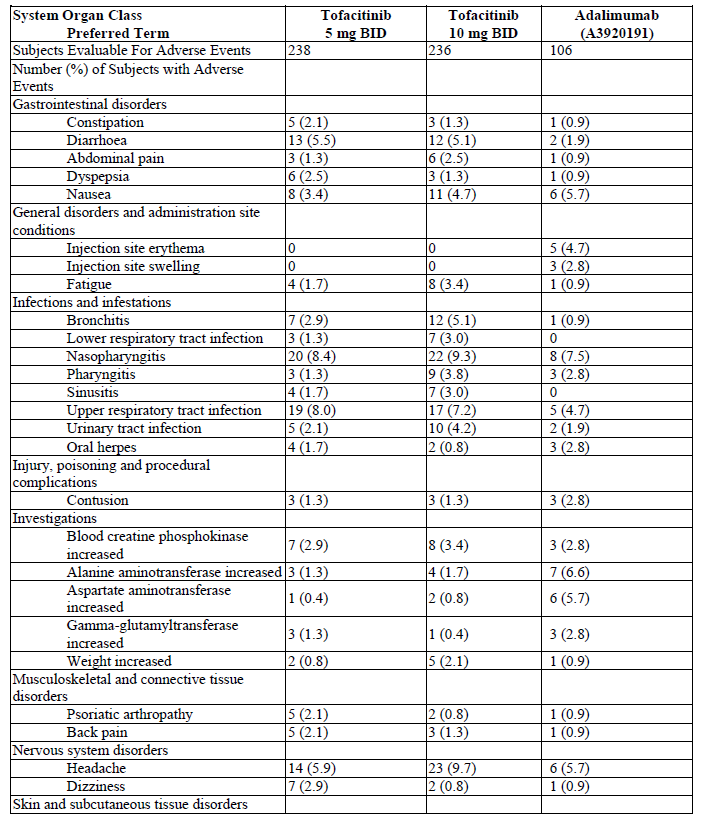 System Organ Class Tofacitinib Tofacitinib Adalimumab
Preferred Term 5 mg BID 10 mg BID (A3920191)
Subjects Evaluable For Adverse Events 238 236 106
Number (%) of Subjects with Adverse
Events
Gastrointestinal disorders
Constipation 5 (2.1) 3 (1.3) 1 (0.9)
Diarrhoea 13 (5.5) 12 (5.1) 2 (1.9)
Abdominal pain 3 (1.3) 6 (2.5) 1 (0.9)
Dyspepsia 6 (2.5) 3 (1.3) 1 (0.9)
Nausea 8 (3.4) 11 (4.7) 6 (5.7)
General disorders and administration site
conditions
Injection site erythema 0 0 5 (4.7)
Injection site swelling 0 0 3 (2.8)
Fatigue 4 (1.7) 8 (3.4) 1 (0.9)
Infections and infestations
Bronchitis 7 (2.9) 12 (5.1) 1 (0.9)
Lower respiratory tract infection 3 (1.3) 7 (3.0) 0
Nasopharyngitis 20 (8.4) 22 (9.3) 8 (7.5)
Pharyngitis 3 (1.3) 9 (3.8) 3 (2.8)
Sinusitis 4 (1.7) 7 (3.0) 0
Upper respiratory tract infection 19 (8.0) 17 (7.2) 5 (4.7)
Urinary tract infection 5 (2.1) 10 (4.2) 2 (1.9)
Oral herpes 4 (1.7) 2 (0.8) 3 (2.8)
Injury, poisoning and procedural
complications
Contusion 3 (1.3) 3 (1.3) 3 (2.8)
Investigations
Blood creatine phosphokinase
increased 7 (2.9) 8 (3.4) 3 (2.8)
Alanine aminotransferase increased 3 (1.3) 4 (1.7) 7 (6.6)
Aspartate aminotransferase
increased 1 (0.4) 2 (0.8) 6 (5.7)
Gamma-glutamyltransferase
increased 3 (1.3) 1 (0.4) 3 (2.8)
Weight increased 2 (0.8) 5 (2.1) 1 (0.9)
Musculoskeletal and connective tissue
disorders
Psoriatic arthropathy 5 (2.1) 2 (0.8) 1 (0.9)
Back pain 5 (2.1) 3 (1.3) 1 (0.9)
Nervous system disorders
Headache 14 (5.9) 23 (9.7) 6 (5.7)
Dizziness 7 (2.9) 2 (0.8) 1 (0.9)
Skin and subcutaneous tissue disorders